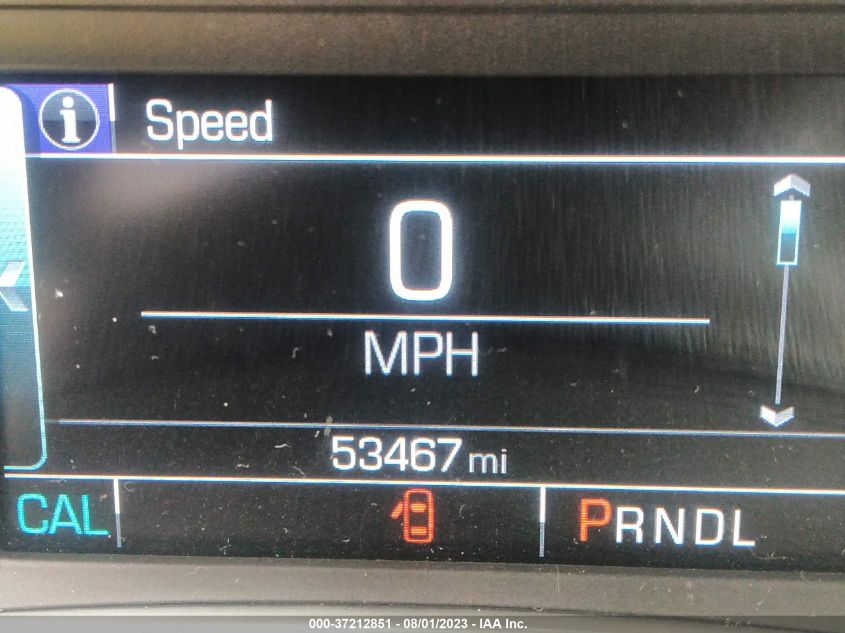 i Speed
0
MPH
53467 mi
CAL PRNDL
000-37212851 - 08/01/2023 - IAA Inc.